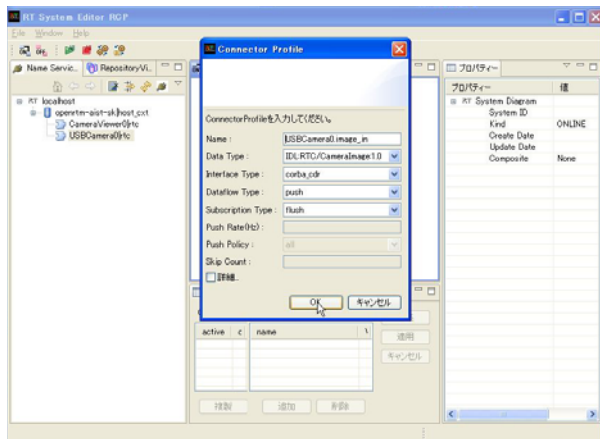 RT System Editor RCP
File Window Help
Name Servic..
RepositoryVi..
RT localhost
openrtm-aist-sk|host_cxt
CameraViewer0|rtc
USBCamera0|rtc
Connector Profile
ConnectorProfileを入力してください。
Name :
USBCamera0.image_in
Data Type :
IDL:RTC/CameraImage:1.0
Interface Type :
corba_cdr
Dataflow Type :
push
Subscription Type :
flush
Push Rate(Hz) :
Push Policy :
all
Skip Count :
詳細..
OK
キャンセル
active
c
name
適用
キャンセル
複製
追加
削除
プロパティー
プロパティー
値
RT System Diagram
System ID
Kind
ONLINE
Create Date
Update Date
Composite
None